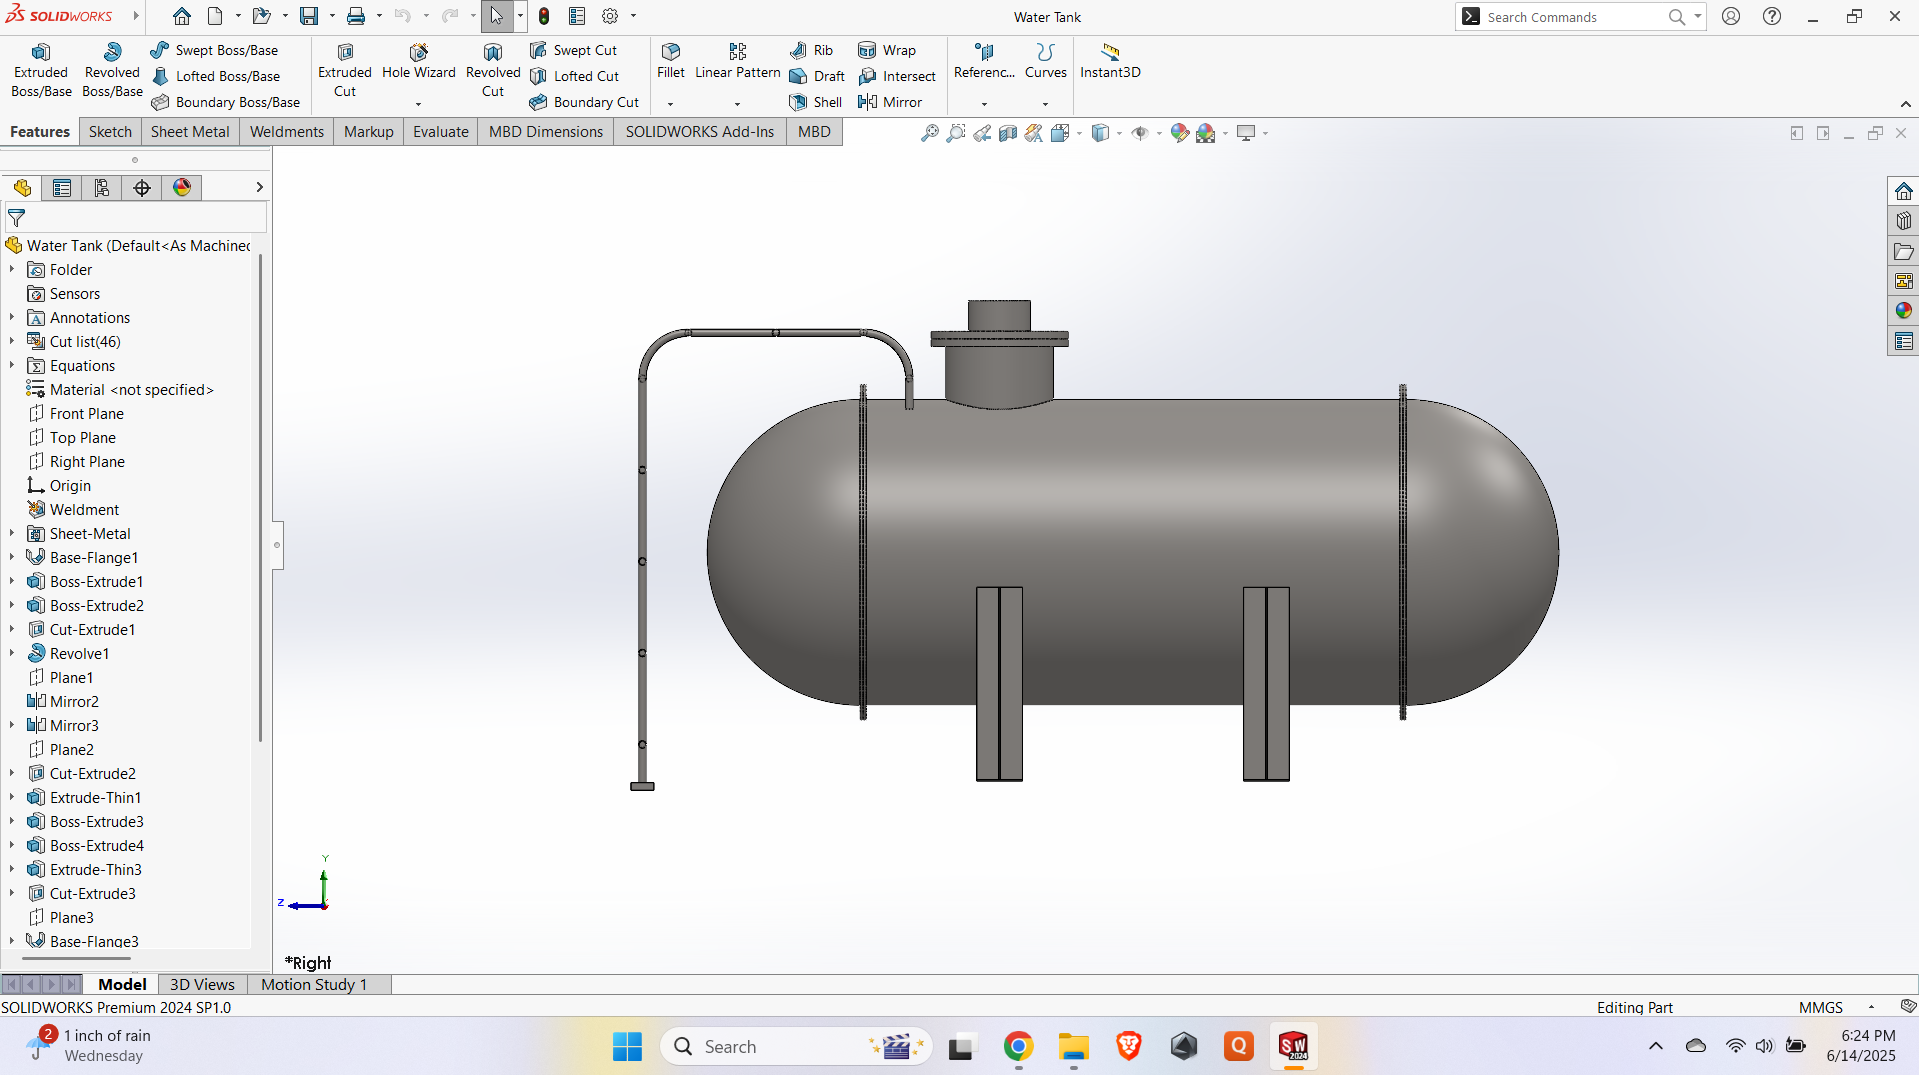 SOLIDWORKS
Water Tank
Search Commands
Extruded Boss/Base
Revolved Boss/Base
Swept Boss/Base
Lofted Boss/Base
Boundary Boss/Base
Extruded Cut
Hole Wizard
Revolved Cut
Swept Cut
Lofted Cut
Boundary Cut
Fillet
Linear Pattern
Rib
Draft
Shell
Wrap
Intersect
Mirror
Referenc...
Curves
Instant3D
Features
Sketch
Sheet Metal
Weldments
Markup
Evaluate
MBD Dimensions
SOLIDWORKS Add-Ins
MBD
Water Tank (Default<As Machined
Folder
Sensors
Annotations
Cut list(46)
Equations
Material <not specified>
Front Plane
Top Plane
Right Plane
Origin
Weldment
Sheet-Metal
Base-Flange1
Boss-Extrude1
Boss-Extrude2
Cut-Extrude1
Revolve1
Plane1
Mirror2
Mirror3
Plane2
Cut-Extrude2
Extrude-Thin1
Boss-Extrude3
Boss-Extrude4
Extrude-Thin3
Cut-Extrude3
Plane3
Base-Flange3
Y
Z
*Right
Model
3D Views
Motion Study 1
SOLIDWORKS Premium 2024 SP1.0
Editing Part
MMGS
2
1 inch of rain
Wednesday
Search
Q
SW
2024
6:24 PM
6/14/2025